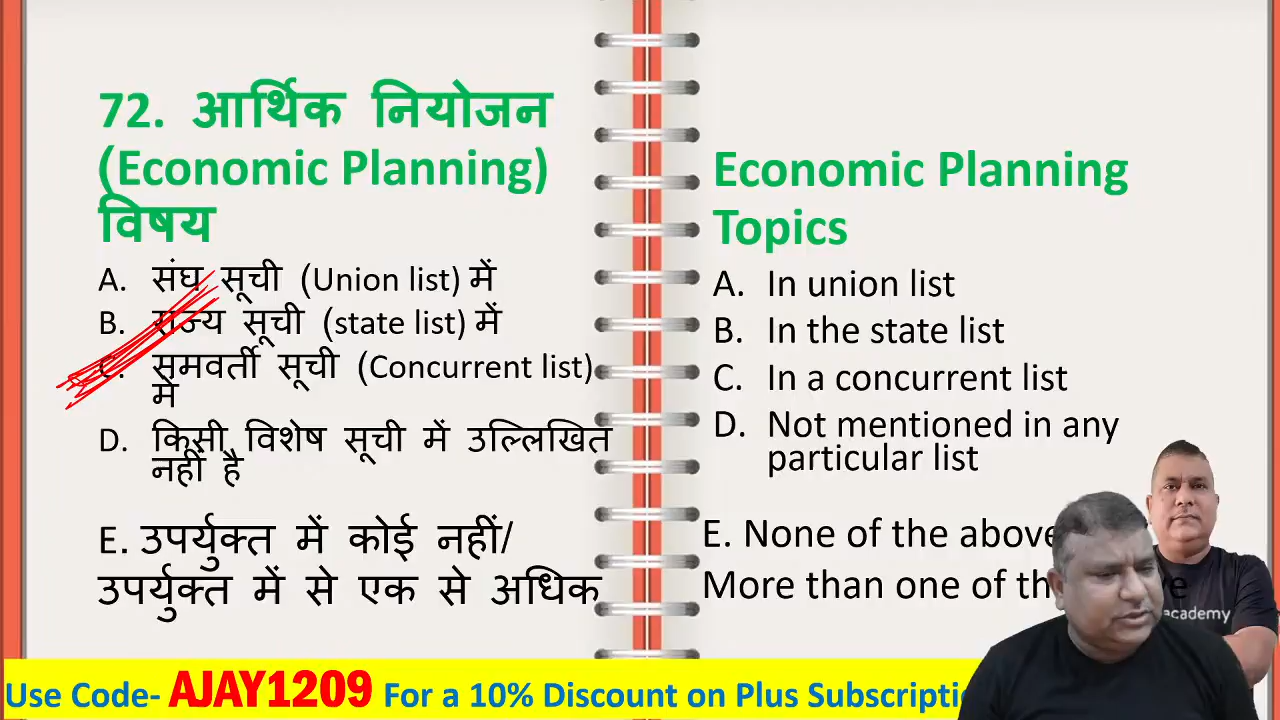 72. आर्थिक नियोजन
(Economic Planning)
विषय
A. संघ सूची (Union list) में
B. राज्य सूची (state list) में
C. समवर्ती सूची (Concurrent list)
में
D. किसी विशेष सूची में उल्लिखित
नहीं है
E. उपर्युक्त में कोई नहीं/
उपर्युक्त में से एक से अधिक
Economic Planning
Topics
A. In union list
B. In the state list
C. In a concurrent list
D. Not mentioned in any
particular list
E. None of the above
More than one of
academy
Use Code- AJAY1209 For a 10% Discount on Plus